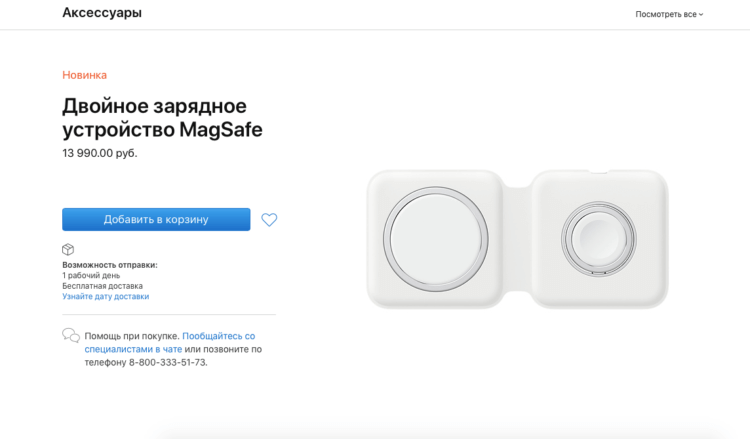 Аксессуары
Посмотреть все
Новинка
Двойное зарядное
устройство MagSafe
13 990.00 руб.
Добавить в корзину
Возможность отправки:
1 рабочий день
Бесплатная доставка
Узнайте дату доставки
Помощь при покупке. Пообщайтесь со
специалистами в чате или позвоните по
телефону 8-800-333-51-73.